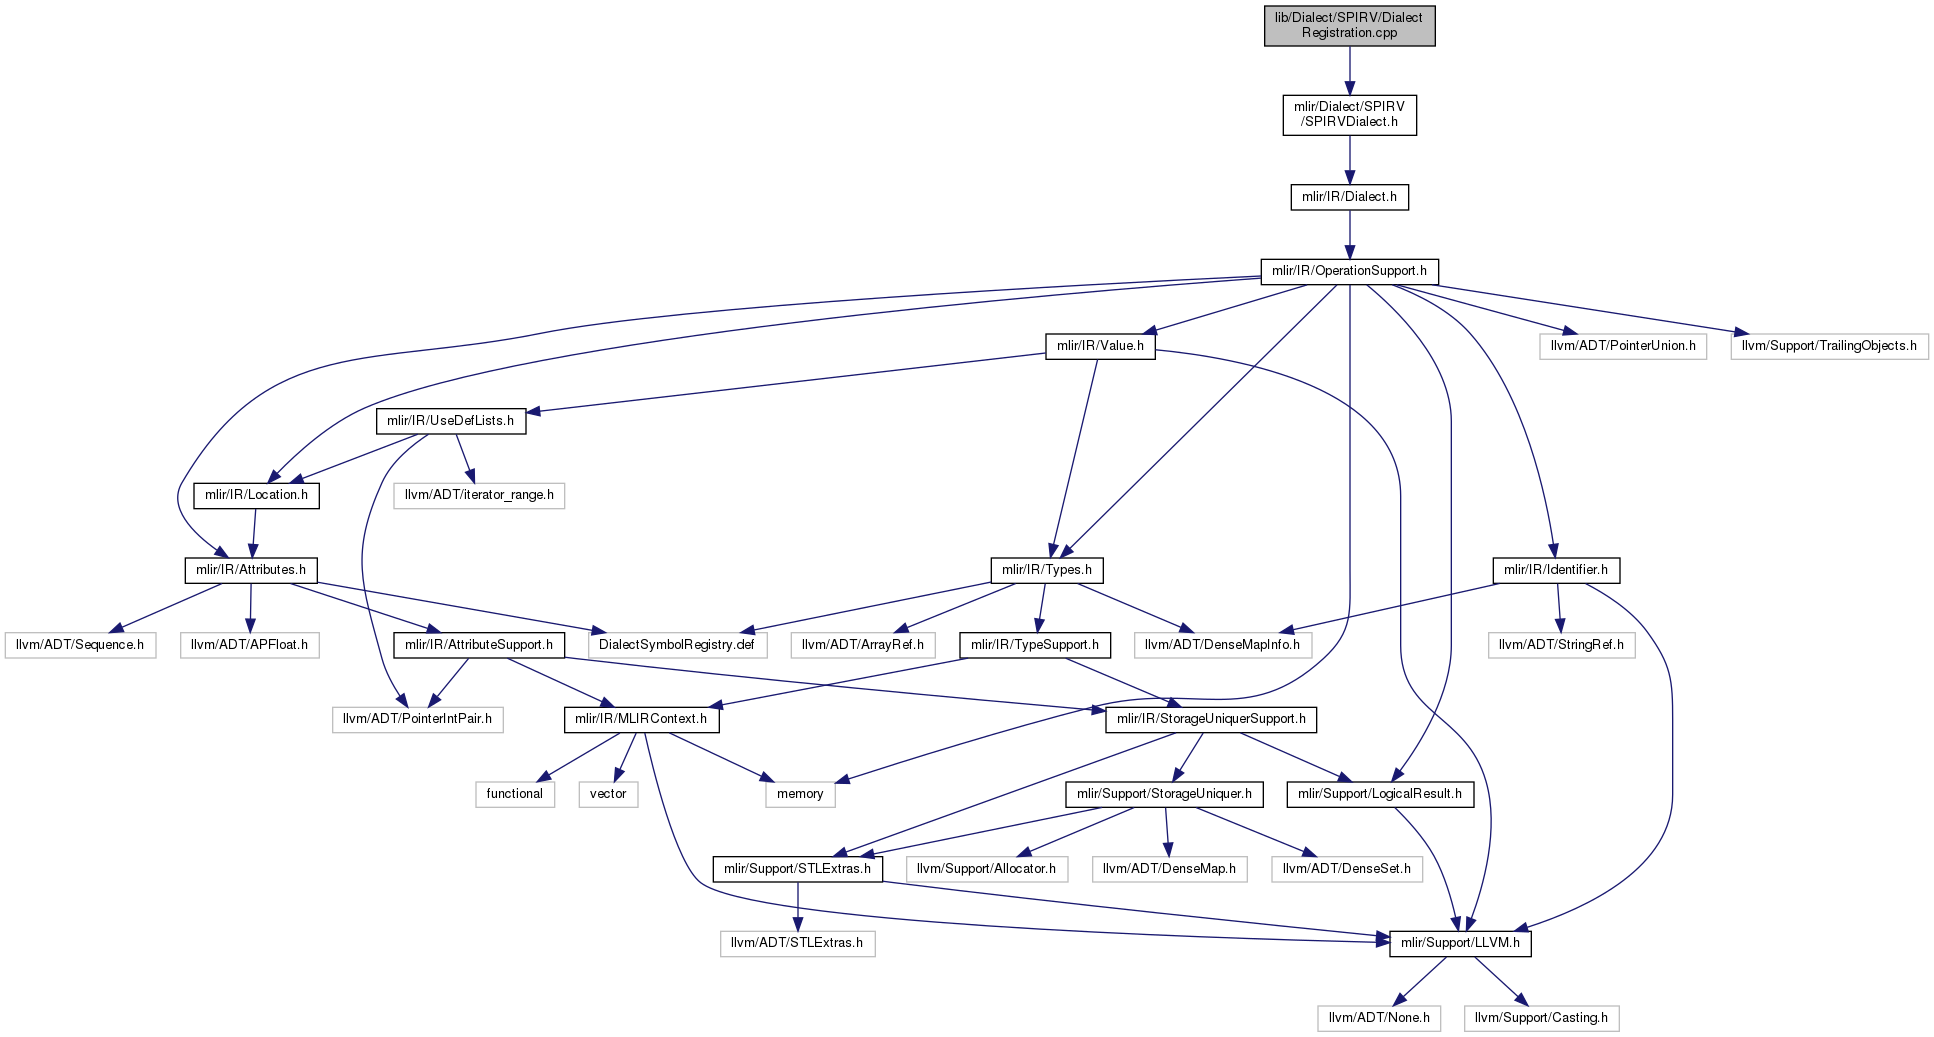 lib/Dialect/SPIRV/Dialect
Registration.cpp
mlir/Dialect/SPIRV
/SPIRVDialect.h
mlir/IR/Dialect.h
mlir/IR/OperationSupport.h
mlir/IR/Value.h
llvm/ADT/PointerUnion.h
llvm/Support/TrailingObjects.h
mlir/IR/UseDefLists.h
mlir/IR/Location.h
llvm/ADT/iterator_range.h
mlir/IR/Attributes.h
mlir/IR/Types.h
mlir/IR/Identifier.h
llvm/ADT/Sequence.h
llvm/ADT/APFloat.h
mlir/IR/AttributeSupport.h
DialectSymbolRegistry.def
llvm/ADT/ArrayRef.h
mlir/IR/TypeSupport.h
llvm/ADT/DenseMapInfo.h
llvm/ADT/StringRef.h
llvm/ADT/PointerIntPair.h
mlir/IR/MLIRContext.h
mlir/IR/StorageUniquerSupport.h
functional
vector
memory
mlir/Support/StorageUniquer.h
mlir/Support/LogicalResult.h
mlir/Support/STLExtras.h
llvm/Support/Allocator.h
llvm/ADT/DenseMap.h
llvm/ADT/DenseSet.h
llvm/ADT/STLExtras.h
mlir/Support/LLVM.h
llvm/ADT/None.h
llvm/Support/Casting.h